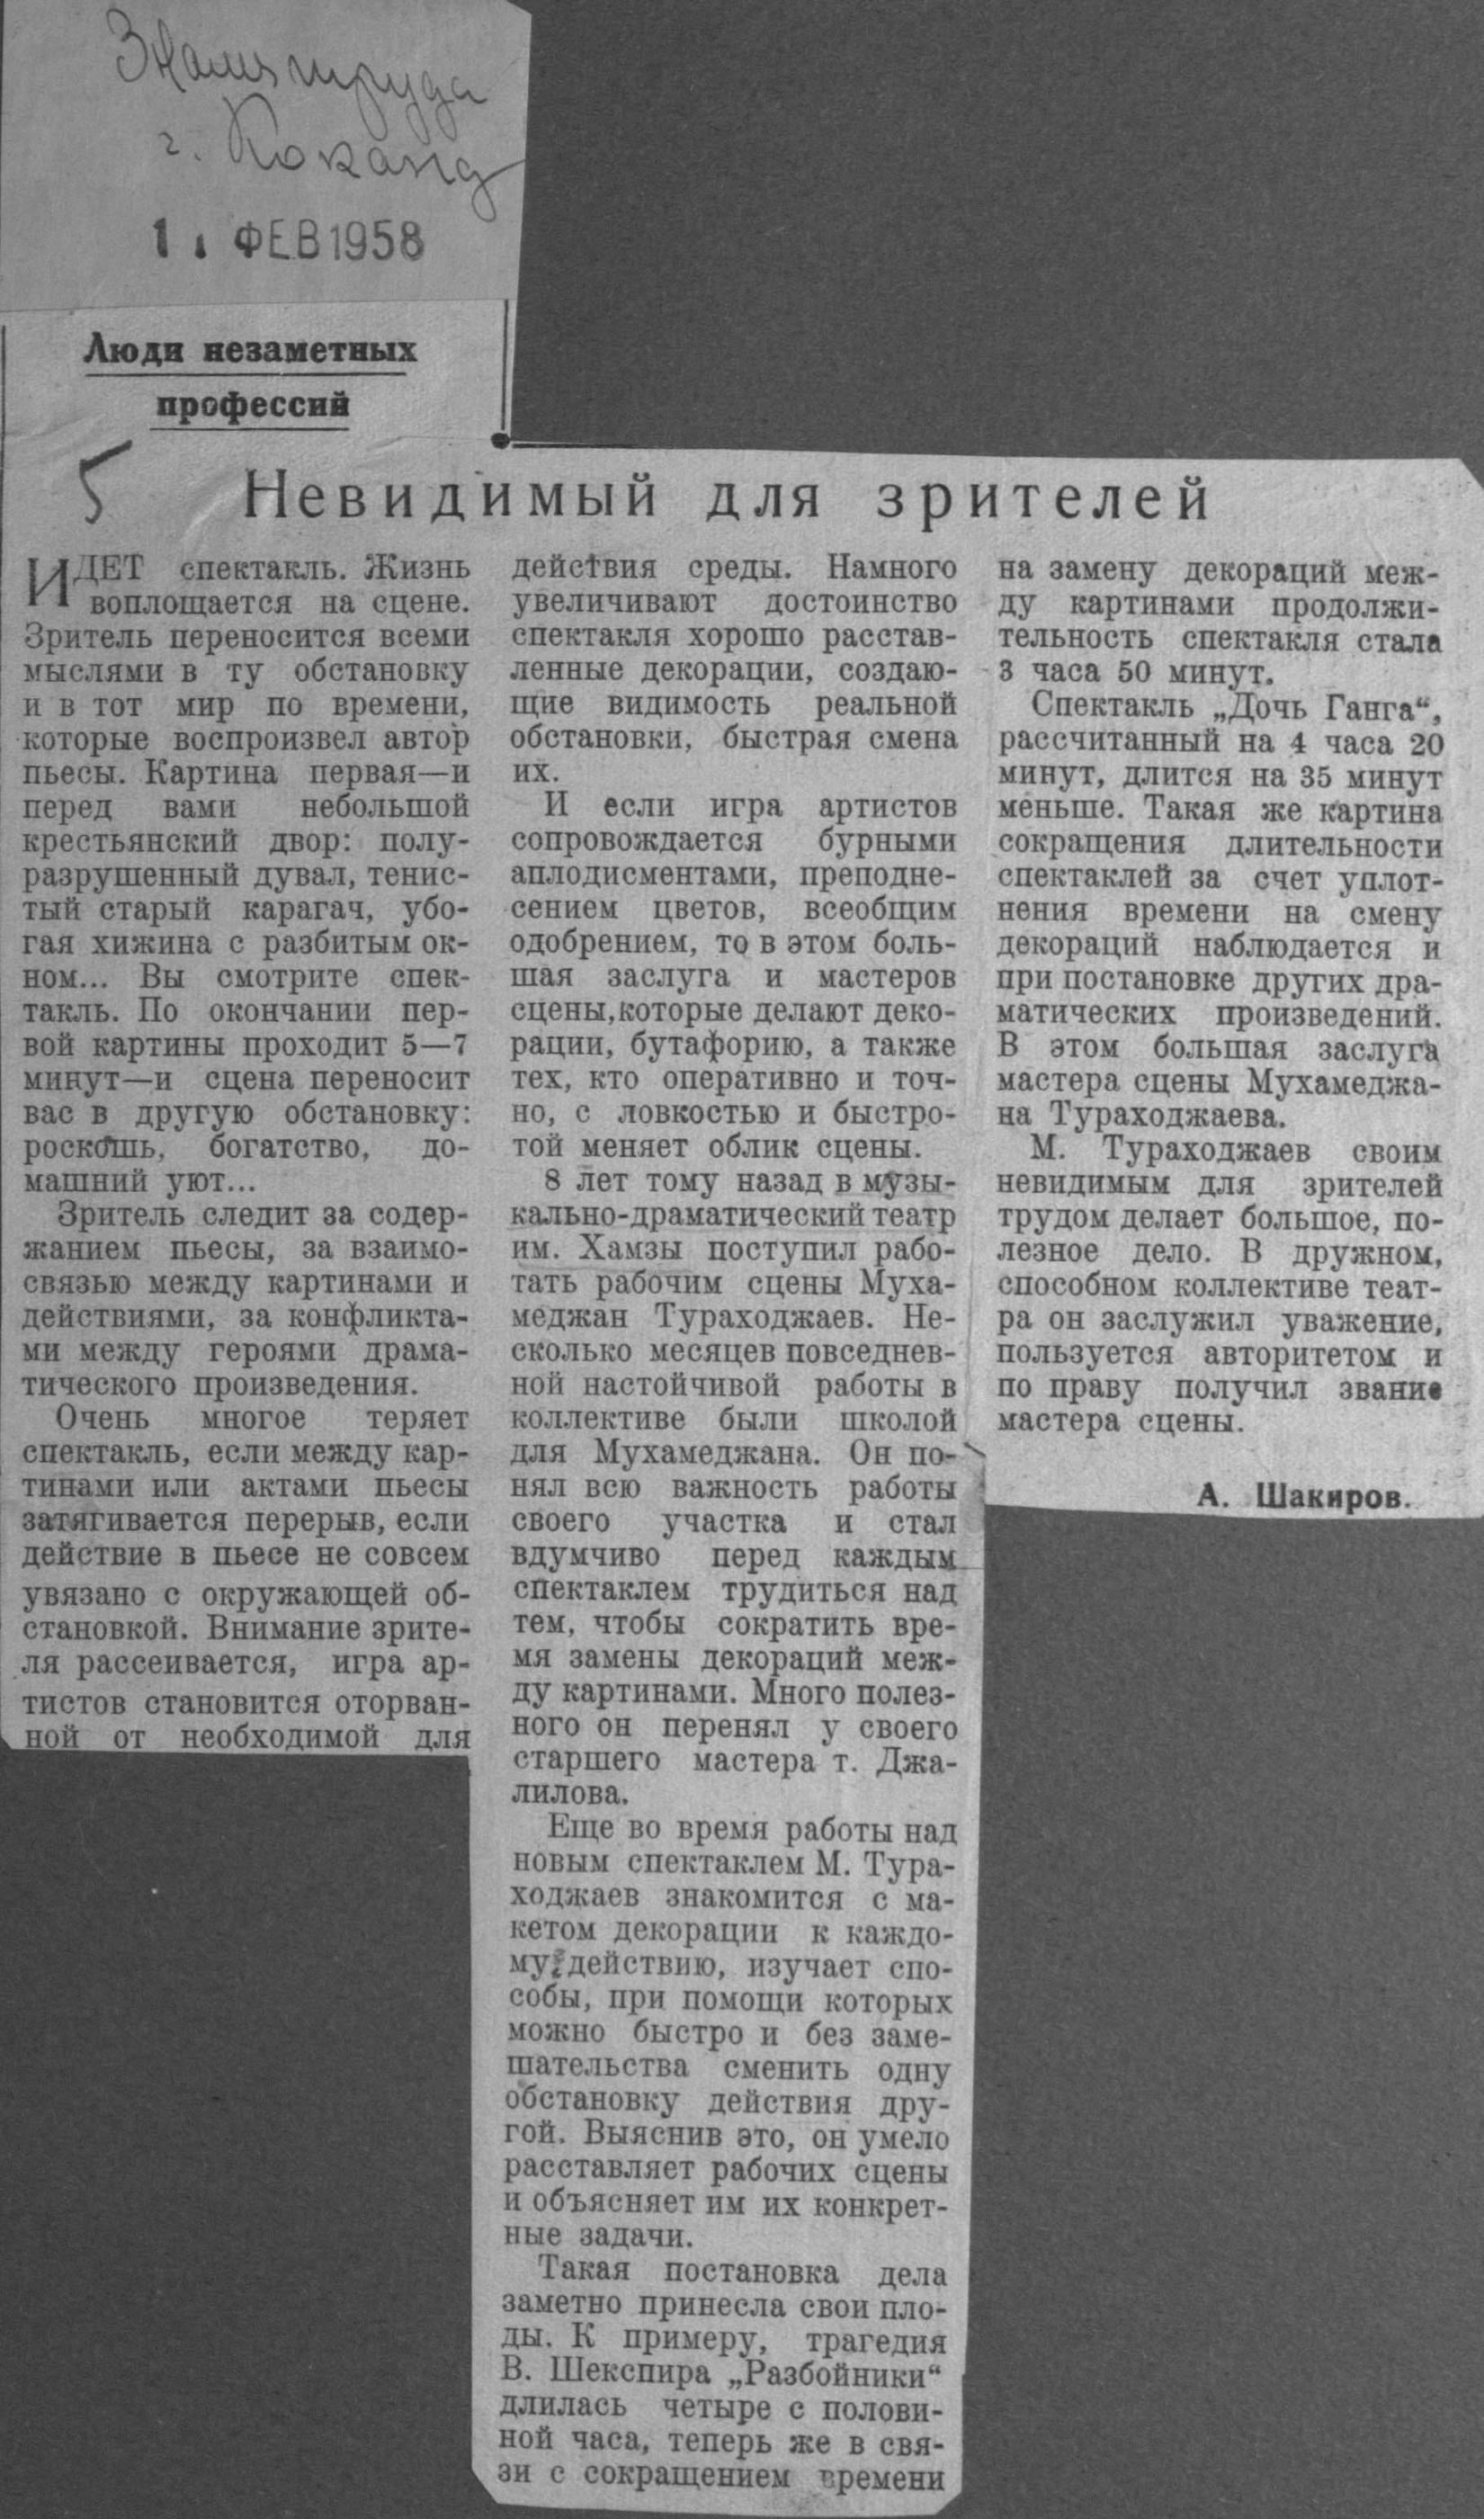 Знамя труда
г. Коканд
1 1 ФЕВ 1958
Люди незаметных
профессий
5
Невидимый для зрителей
ИДЕТ спектакль. Жизнь
воплощается на сцене.
Зритель переносится всеми
мыслями в ту обстановку
и в тот мир по времени,
которые воспроизвел автор
пьесы. Картина первая—и
перед вами небольшой
крестьянский двор: полу-
разрушенный дувал, тенис-
тый старый карагач, убо-
гая хижина с разбитым ок-
ном... Вы смотрите спек-
такль. По окончании пер-
вой картины проходит 5—7
минут—и сцена переносит
вас в другую обстановку:
роскошь, богатство, до-
машний уют...
Зритель следит за содер-
жанием пьесы, за взаимо-
связью между картинами и
действиями, за конфликта-
ми между героями драма-
тического произведения.
Очень многое теряет
спектакль, если между кар-
тинами или актами пьесы
затягивается перерыв, если
действие в пьесе не совсем
увязано с окружающей об-
становкой. Внимание зрите-
ля рассеивается, игра ар-
тистов становится оторван-
ной от необходимой для
действия среды. Намного
увеличивают достоинство
спектакля хорошо расстав-
ленные декорации, создаю-
щие видимость реальной
обстановки, быстрая смена
их.
И если игра артистов
сопровождается бурными
аплодисментами, преподне-
сением цветов, всеобщим
одобрением, то в этом боль-
шая заслуга и мастеров
сцены,которые делают деко-
рации, бутафорию, а также
тех, кто оперативно и точ-
но, с ловкостью и быстро-
той меняет облик сцены.
8 лет тому назад в музы-
кально-драматический театр
им. Хамзы поступил рабо-
тать рабочим сцены Муха-
меджан Тураходжаев. Не-
сколько месяцев повседнев-
ной настойчивой работы в
коллективе были школой
для Мухамеджана. Он по-
нял всю важность работы
своего участка и стал
вдумчиво перед каждым
спектаклем трудиться над
тем, чтобы сократить вре-
мя замены декораций меж-
ду картинами. Много полез-
ного он перенял у своего
старшего мастера т. Джа-
лилова.
Еще во время работы над
новым спектаклем М. Тура-
ходжаев знакомится с ма-
кетом декорации к каждо-
му действию, изучает спо-
собы, при помощи которых
можно быстро и без заме-
шательства сменить одну
обстановку действия дру-
гой. Выяснив это, он умело
расставляет рабочих сцены
и объясняет им их конкрет-
ные задачи.
Такая постановка дела
заметно принесла свои пло-
ды. К примеру, трагедия
В. Шекспира „Разбойники“
длилась четыре с полови-
ной часа, теперь же в свя-
зи с сокращением времени
на замену декораций меж-
ду картинами продолжи-
тельность спектакля стала
3 часа 50 минут.
Спектакль „Дочь Ганга“,
рассчитанный на 4 часа 20
минут, длится на 35 минут
меньше. Такая же картина
сокращения длительности
спектаклей за счет уплот-
нения времени на смену
декораций наблюдается и
при постановке других дра-
матических произведений.
В этом большая заслуга
мастера сцены Мухамеджа-
на Тураходжаева.
М. Тураходжаев своим
невидимым для зрителей
трудом делает большое, по-
лезное дело. В дружном,
способном коллективе теат-
ра он заслужил уважение,
пользуется авторитетом и
по праву получил звание
мастера сцены.
А. Шакиров.